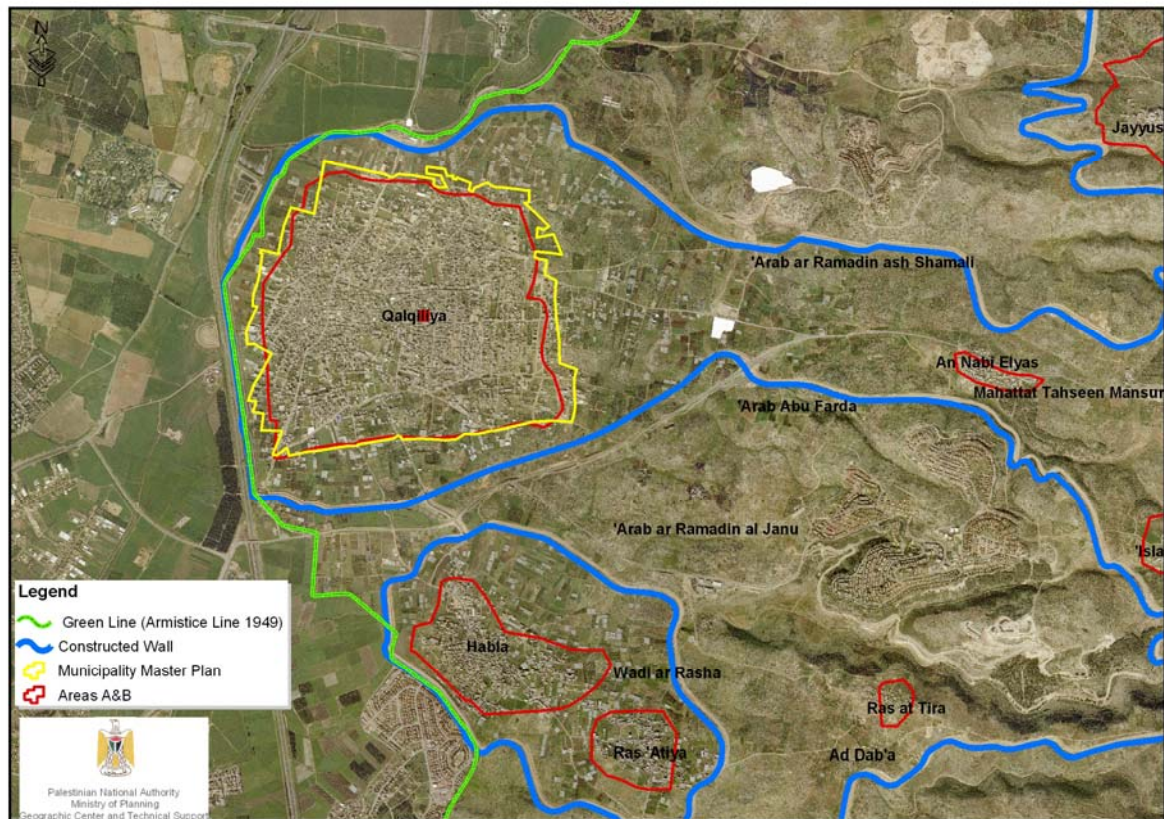 N
Jayyus
'Arab ar Ramadin ash Shamali
Qalqiliya
An Nabi Elyas
Mahattat Tahseen Mansur
'Arab Abu Farda
'Arab ar Ramadin al Janu
'Isla
Legend
Green Line (Armistice Line 1949)
Constructed Wall
Municipality Master Plan
Areas A&B
Habla
Wadi ar Rasha
Ras at Tira
Ras 'Atiya
Ad Dab'a
Palestinian National Authority
Ministry of Planning
Geographic Center and Technical Support